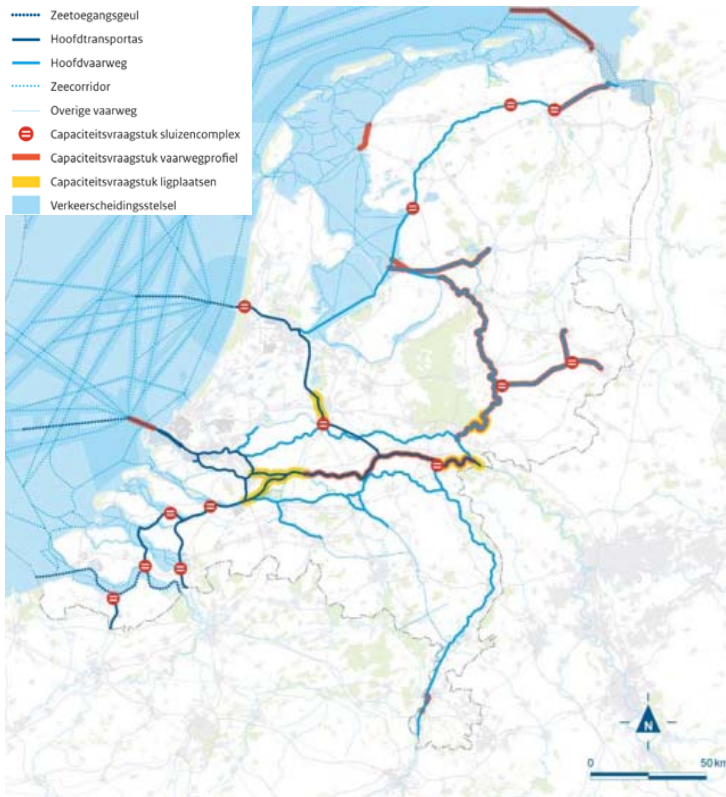 Zeetoegangsgeul
Hoofdtransportas
Hoofdvaarweg
Zeecorridor
Overige vaarweg
Capaciteitsvraagstuk sluizencomplex
Capaciteitsvraagstuk vaarwegprofiel
Capaciteitsvraagstuk ligplaatsen
Verkeerscheidingsstelsel
N
0 50 km